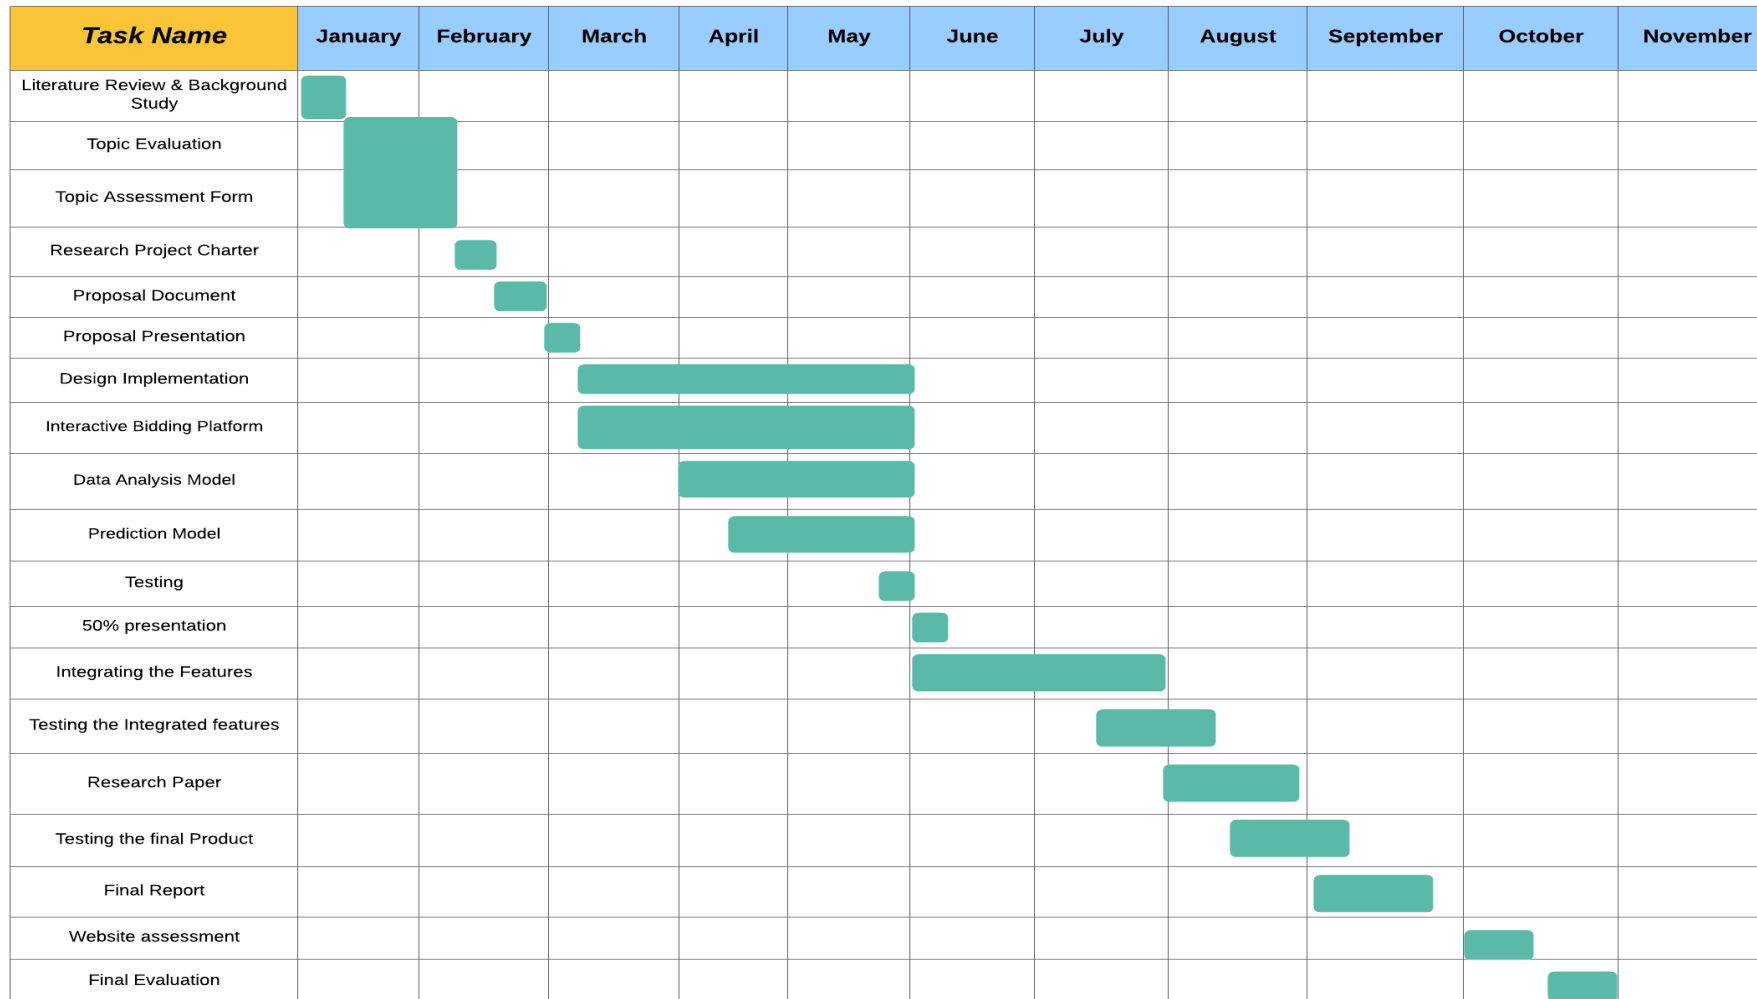 Task Name January February March April May June July August September October November
Literature Review & Background
Study
Topic Evaluation
Topic Assessment Form
Research Project Charter
Proposal Document
Proposal Presentation
Design Implementation
Interactive Bidding Platform
Data Analysis Model
Prediction Model
Testing
50% presentation
Integrating the Features
Testing the Integrated features
Research Paper
Testing the final Product
Final Report
Website assessment
Final Evaluation